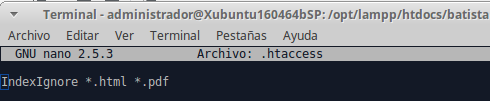 Terminal - administrador@Xubuntu160464bSP: /opt/lampp/htdocs/batista
Archivo Editar Ver Terminal Pestañas Ayuda
GNU nano 2.5.3 Archivo: .htaccess
IndexIgnore *.html *.pdf